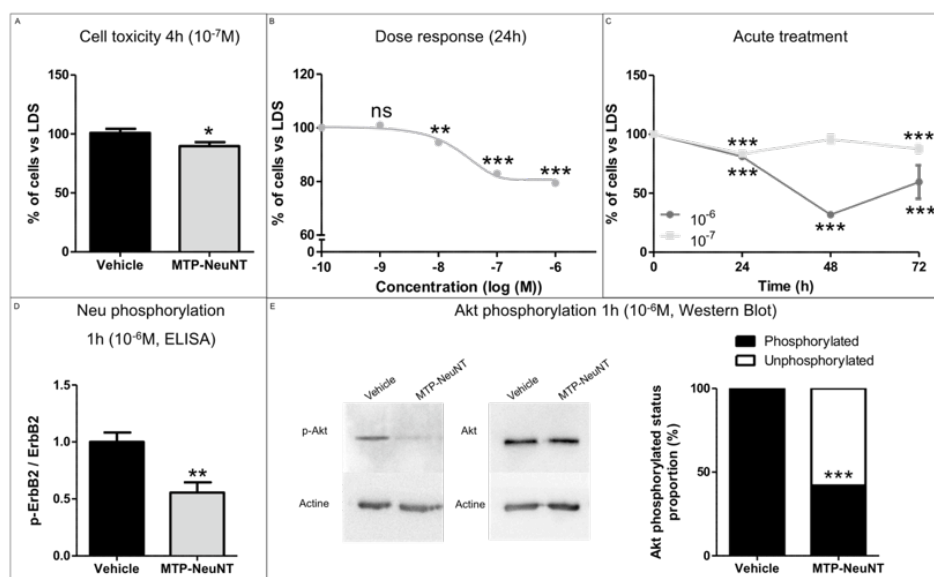 A
Cell toxicity 4h (10⁻⁷M)
% of cells vs LDS
150
100
50
0
*
Vehicle
MTP-NeuNT
B
Dose response (24h)
% of cells vs LDS
120
100
80
60
0
ns
**
***
***
-10
-9
-8
-7
-6
Concentration (log (M))
C
Acute treatment
% of cells vs LDS
150
100
50
0
***
***
***
***
***
10⁻⁶
10⁻⁷
0
24
48
72
Time (h)
D
Neu phosphorylation
1h (10⁻⁶M, ELISA)
p-ErbB2 / ErbB2
1.5
1.0
0.5
0.0
**
Vehicle
MTP-NeuNT
E
Akt phosphorylation 1h (10⁻⁶M, Western Blot)
Vehicle
MTP-NeuNT
p-Akt
Actine
Vehicle
MTP-NeuNT
Akt
Actine
Phosphorylated
Unphosphorylated
Akt phosphorylated status
proportion (%)
100
50
0
***
Vehicle
MTP-NeuNT